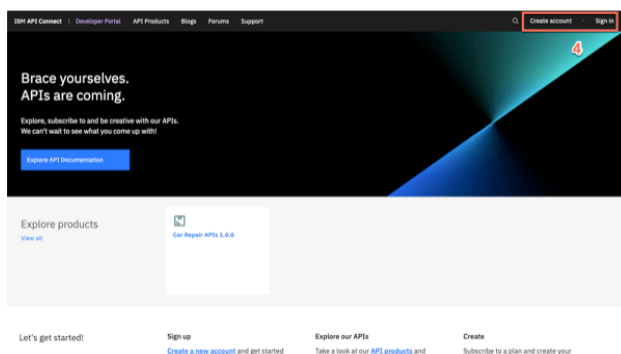 IBM API Connect | Developer Portal API Products Blogs Forums Support Create account Sign in
4
Brace yourselves.
APIs are coming.
Explore, subscribe to and be creative with our APIs.
We can't wait to see what you come up with!
Explore API Documentation
Explore products
View all
Car Repair APIs 1.0.0
Let's get started!
Sign up
Create a new account and get started
Explore our APIs
Take a look at our API products and
Create
Subscribe to a plan and create your